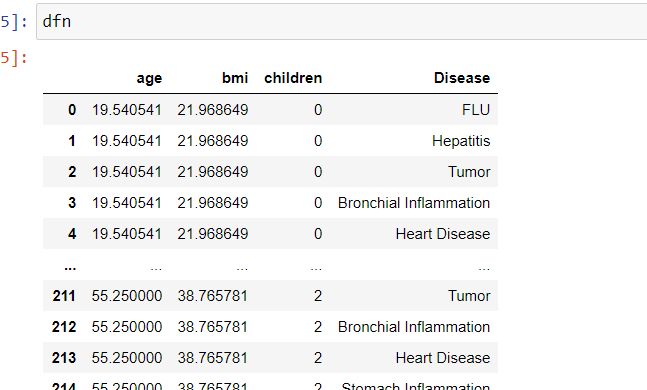 5]: dfn
5]:
age bmi children Disease
0 19.540541 21.968649 0 FLU
1 19.540541 21.968649 0 Hepatitis
2 19.540541 21.968649 0 Tumor
3 19.540541 21.968649 0 Bronchial Inflammation
4 19.540541 21.968649 0 Heart Disease
... ... ... ... ...
211 55.250000 38.765781 2 Tumor
212 55.250000 38.765781 2 Bronchial Inflammation
213 55.250000 38.765781 2 Heart Disease
214 55.250000 38.765781 2 Stomach Inflammation